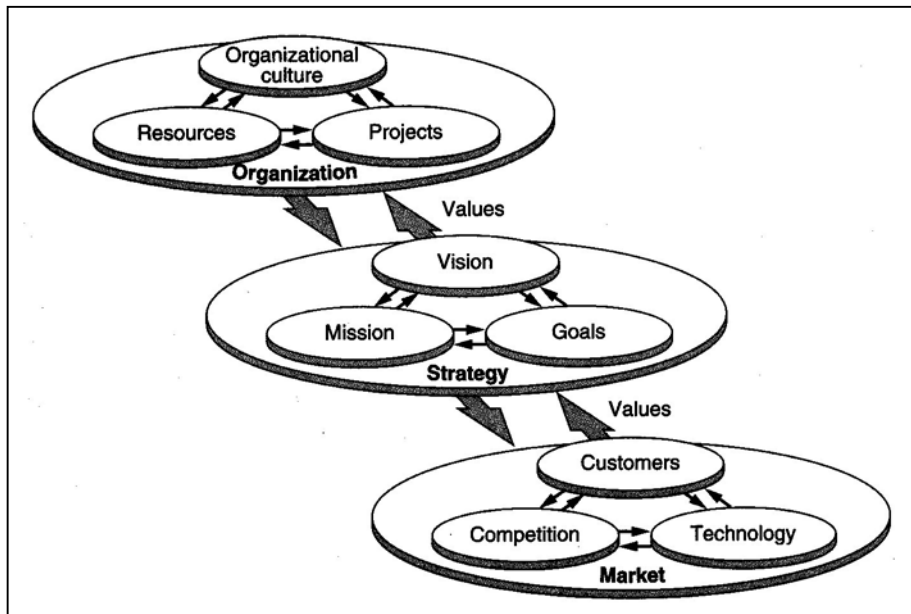 Organizational
culture
Resources
Projects
Organization
Values
Vision
Mission
Goals
Strategy
Values
Customers
Competition
Technology
Market